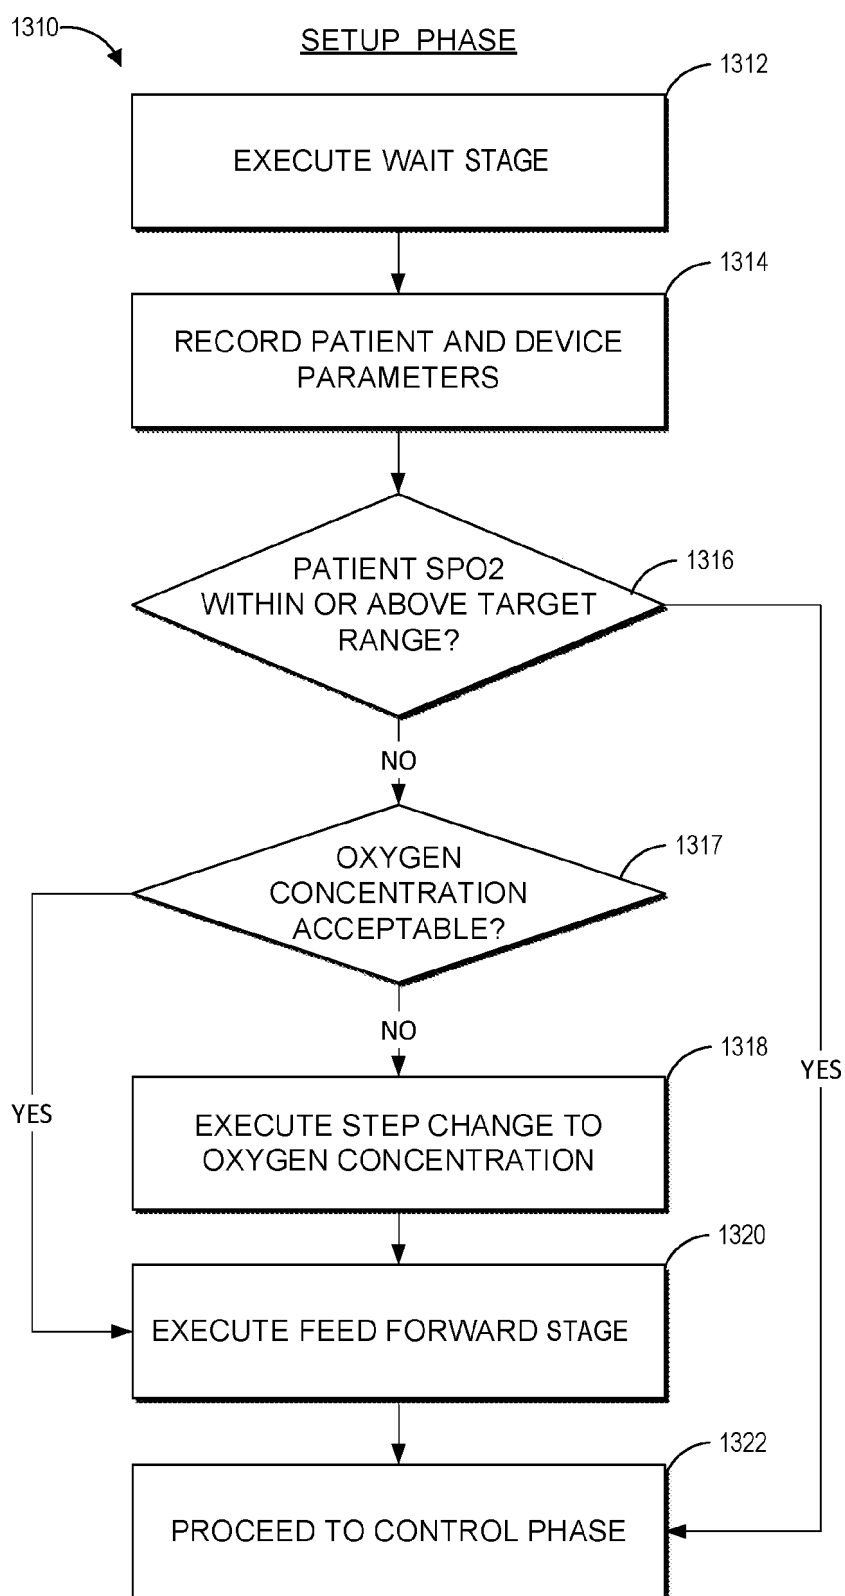 1310
SETUP PHASE
1312
EXECUTE WAIT STAGE
1314
RECORD PATIENT AND DEVICE
PARAMETERS
1316
PATIENT SPO2
WITHIN OR ABOVE TARGET
RANGE?
NO
1317
OXYGEN
CONCENTRATION
ACCEPTABLE?
NO
1318
YES
YES
EXECUTE STEP CHANGE TO
OXYGEN CONCENTRATION
1320
EXECUTE FEED FORWARD STAGE
1322
PROCEED TO CONTROL PHASE